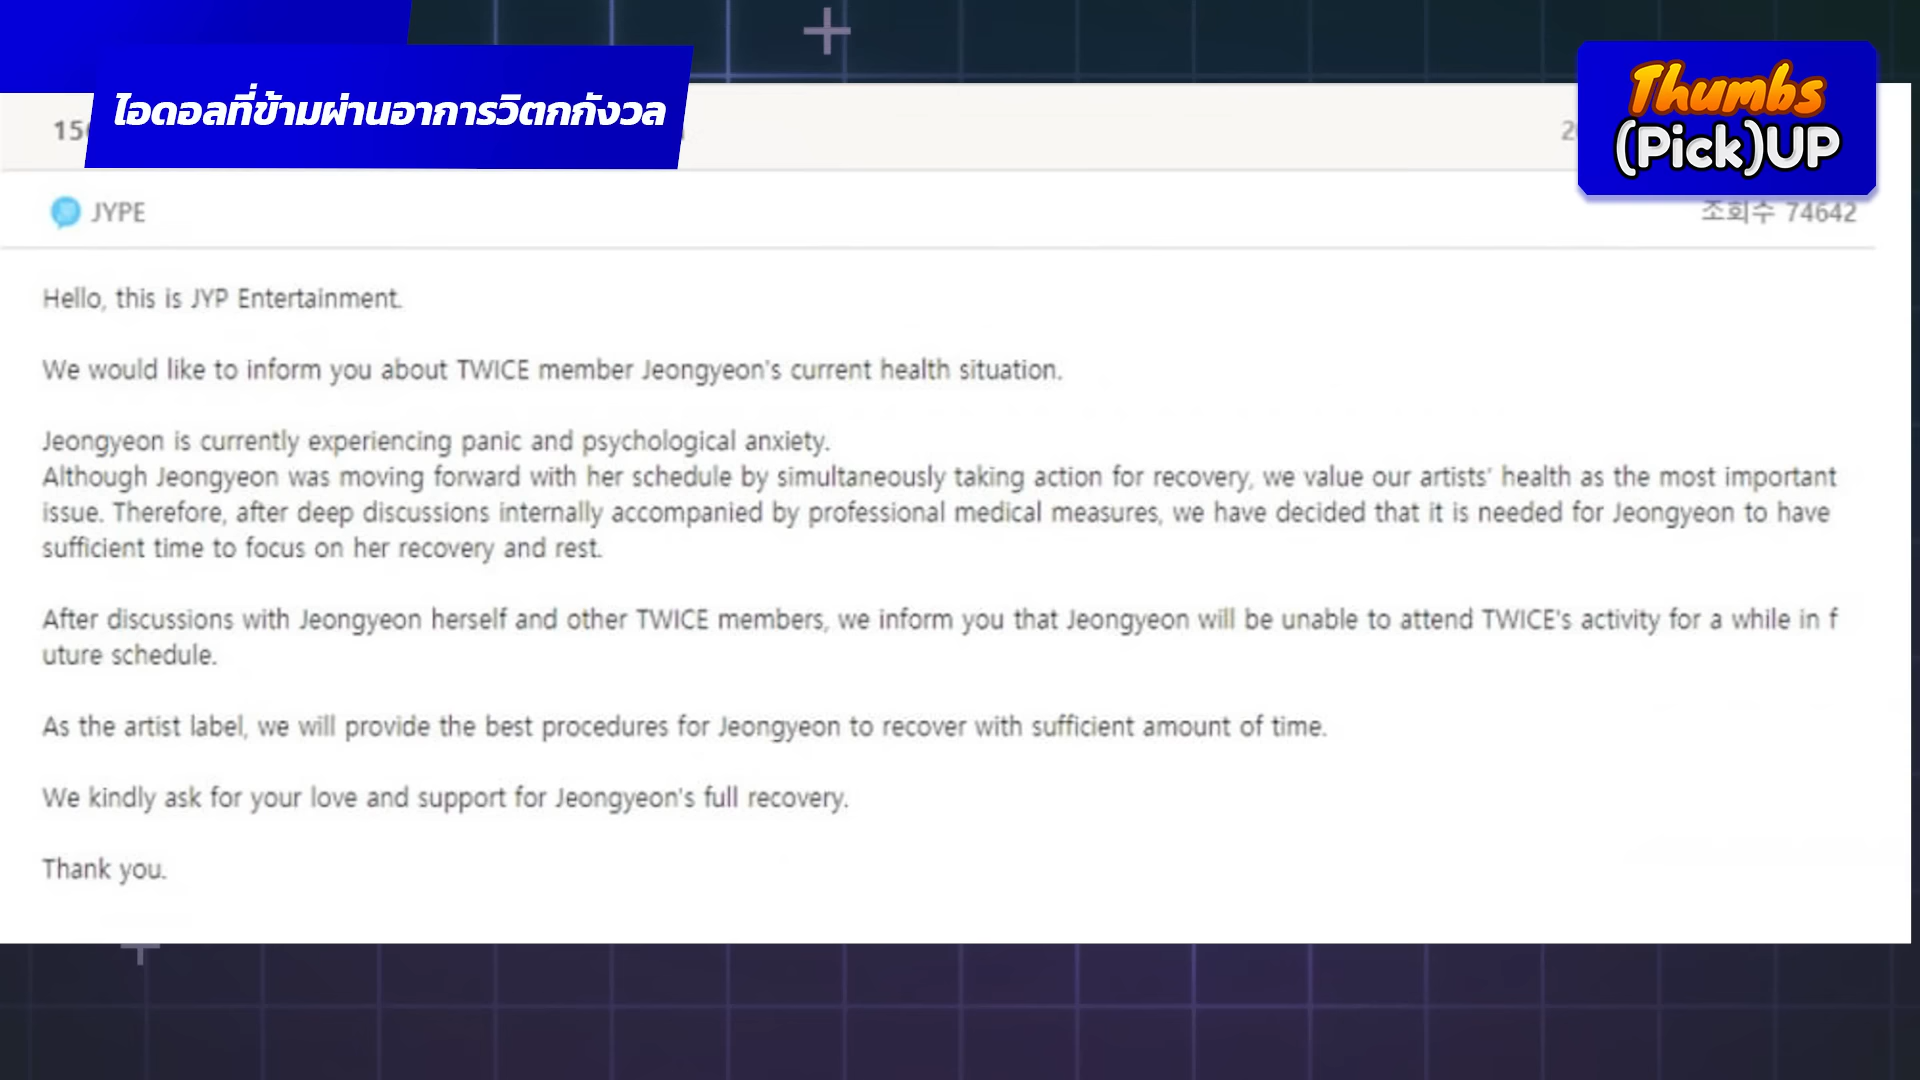 ไอดอลที่ข้ามผ่านอาการวิตกกังวล
Thumbs
(Pick)UP
JYPE
조회수 74642
Hello, this is JYP Entertainment.
We would like to inform you about TWICE member Jeongyeon's current health situation.
Jeongyeon is currently experiencing panic and psychological anxiety.
Although Jeongyeon was moving forward with her schedule by simultaneously taking action for recovery, we value our artists' health as the most important
issue. Therefore, after deep discussions internally accompanied by professional medical measures, we have decided that it is needed for Jeongyeon to have
sufficient time to focus on her recovery and rest.
After discussions with Jeongyeon herself and other TWICE members, we inform you that Jeongyeon will be unable to attend TWICE's activity for a while in f
uture schedule.
As the artist label, we will provide the best procedures for Jeongyeon to recover with sufficient amount of time.
We kindly ask for your love and support for Jeongyeon's full recovery.
Thank you.